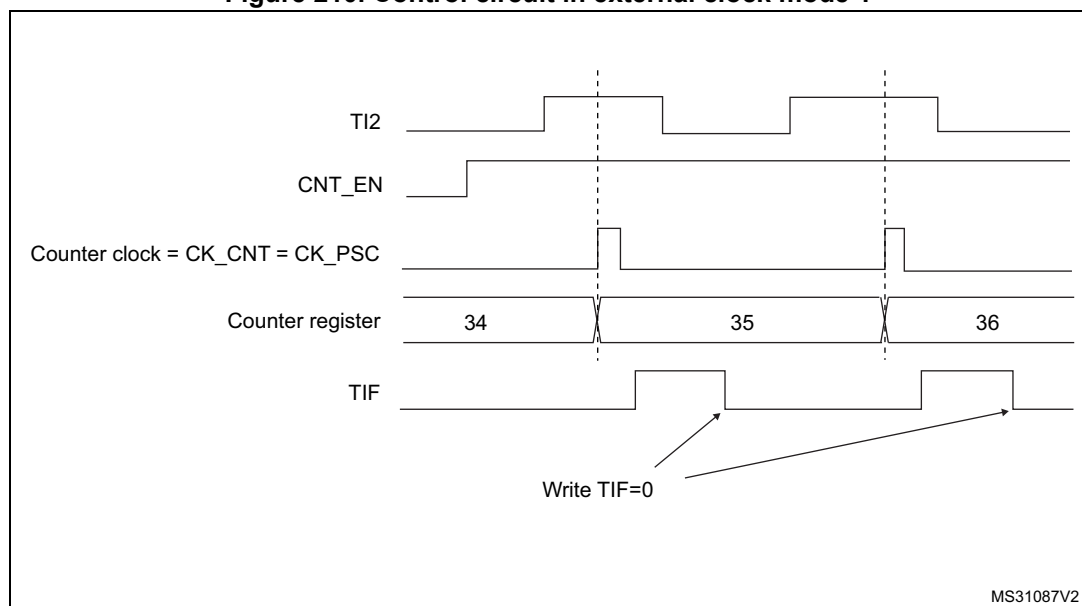 Figure Control circuit in external clock mode 1
TI2
CNT_EN
Counter clock = CK_CNT = CK_PSC
Counter register
34
35
36
TIF
Write TIF=0
MS31087V2